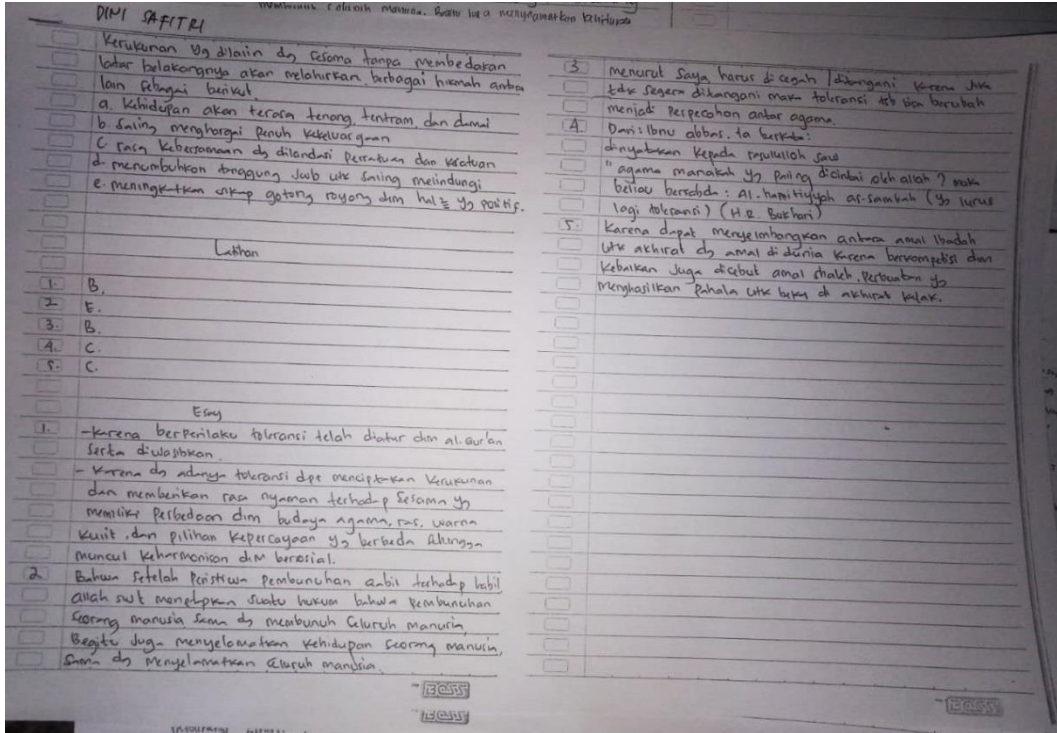 DINI SAFITRI
Kerukunan yg dilalin dg sesama tanpa membedakan
latar belakangnya akan melahirkan berbagai hikmah antara
lain sebagai berikut.
a. Kehidupan akan terasa tenang, tentram, dan damai
b. Saling menghargai penuh kekeluargaan
c rasa kebersamaan dg dilandasi persatuan dan kesatuan
d. menumbuhkan tanggung jwb utk saling melindungi
e. meningkatkan sikap gotong royong dlm hal² yg positif.
Latihan
1. B.
2 E.
3. B.
4. C.
5. C.
Esay
1. - Karena berperilaku toleransi telah diatur dlm al-qur'an
serta diwajibkan.
- Karena dg adanya toleransi dpt menciptakan kerukunan
dan memberikan rasa nyaman terhadap sesama yg
memiliki perbedaan dlm budaya agama, ras, warna
kulit, dan pilihan kepercayaan yg berbeda sehingga
muncul keharmonisan dlm bersosial.
2 Bahwa setelah peristiwa pembunuhan qabil terhadap habil
allah swt menetapkan suatu hukum bahwa pembunuhan
seorang manusia sama dg membunuh seluruh manusia
Begitu juga menyelamatkan kehidupan seorang manusia,
sama dg menyelamatkan seluruh manusia.
3 menurut saya harus di cegah / ditangani karena jika
tdk segera ditangani maka toleransi tsb bisa berubah
menjadi perpecahan antar agama.
4. Dari : Ibnu abbas, ia berkata:
dinyatakan kepada rasulullah saw
"agama manakah yg paling dicintai oleh allah ? maka
beliau bersabda : Al-hanifiyyah as-samhah (yg lurus
lagi toleransi) (H.R. Bukhari)
5. Karena dapat menyeimbangkan antara amal ibadah
utk akhirat dg amal di dunia karena berkompetisi dlm
kebaikan juga disebut amal shaleh, perbuatan yg
menghasilkan pahala utk bekal di akhirat kelak.
BOSS
BOSS
BOSS